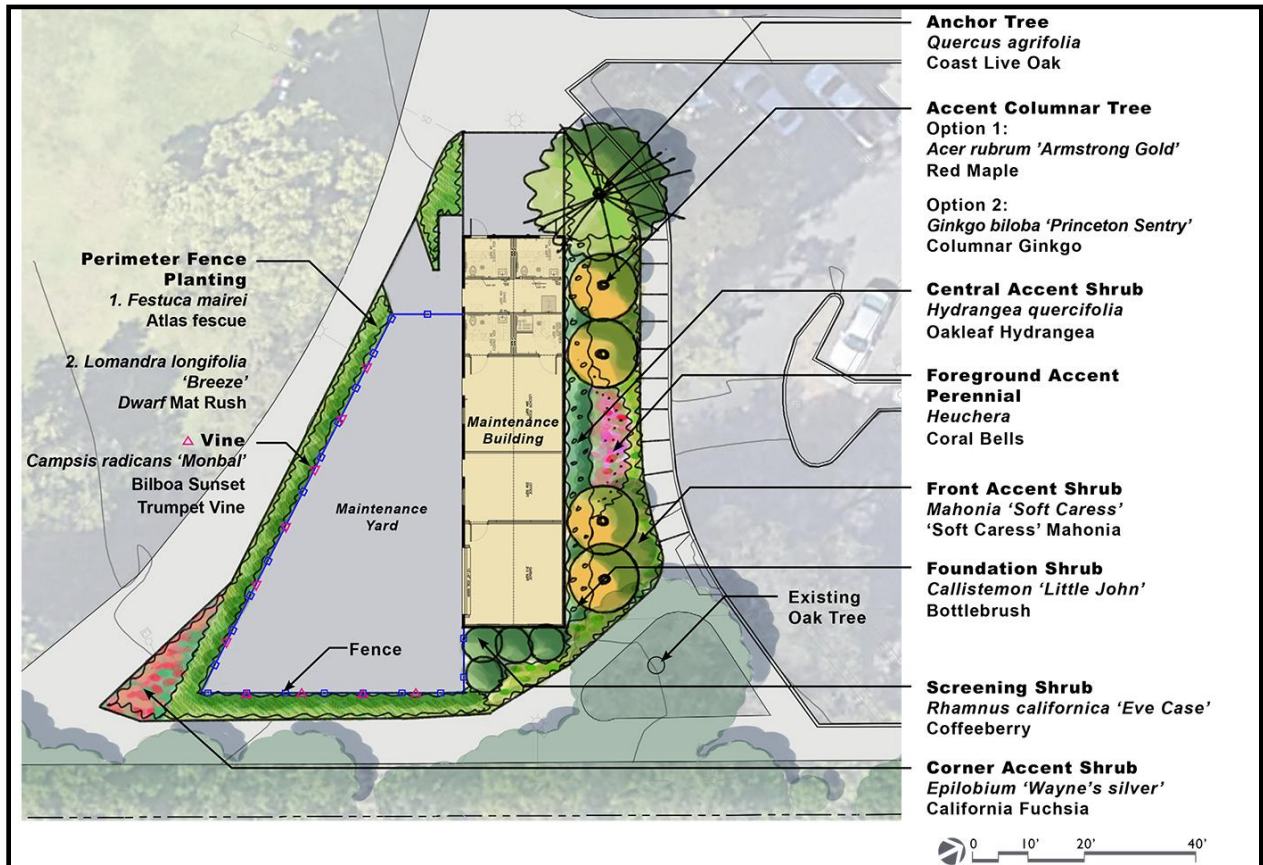 Anchor Tree
Quercus agrifolia
Coast Live Oak
Accent Columnar Tree
Option 1:
Acer rubrum 'Armstrong Gold'
Red Maple
Option 2:
Ginkgo biloba 'Princeton Sentry'
Columnar Ginkgo
Central Accent Shrub
Hydrangea quercifolia
Oakleaf Hydrangea
Foreground Accent
Perennial
Heuchera
Coral Bells
Front Accent Shrub
Mahonia 'Soft Caress'
'Soft Caress' Mahonia
Foundation Shrub
Callistemon 'Little John'
Bottlebrush
Screening Shrub
Rhamnus californica 'Eve Case'
Coffeeberry
Corner Accent Shrub
Epilobium 'Wayne's silver'
California Fuchsia
Perimeter Fence
Planting
1. Festuca mairei
Atlas fescue
2. Lomandra longifolia
'Breeze'
Dwarf Mat Rush
Vine
Campsis radicans 'Monbal'
Bilboa Sunset
Trumpet Vine
Maintenance
Building
Maintenance
Yard
Fence
Existing
Oak Tree
0 10' 20' 40'